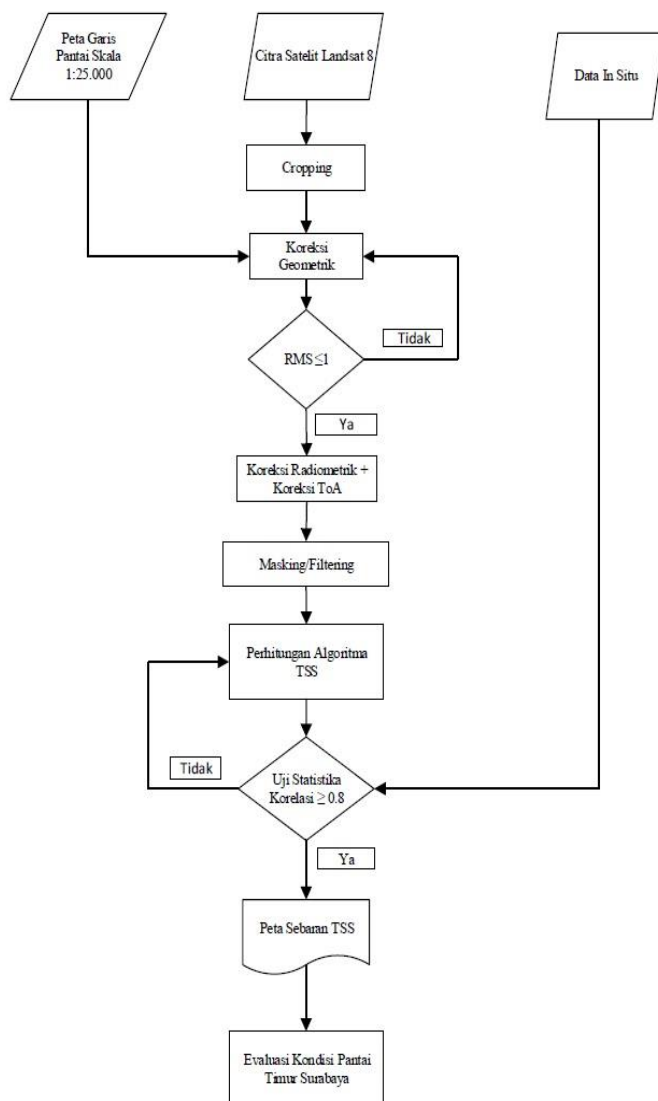 Peta Garis
Pantai Skala
1:25.000
Citra Satelit Landsat 8
Data In Situ
Cropping
Koreksi
Geometrik
RMS ≤1
Tidak
Ya
Koreksi Radiometrik +
Koreksi ToA
Masking/Filtering
Perhitungan Algoritma
TSS
Uji Statistika
Korelasi ≥ 0.8
Tidak
Ya
Peta Sebaran TSS
Evaluasi Kondisi Pantai
Timur Surabaya